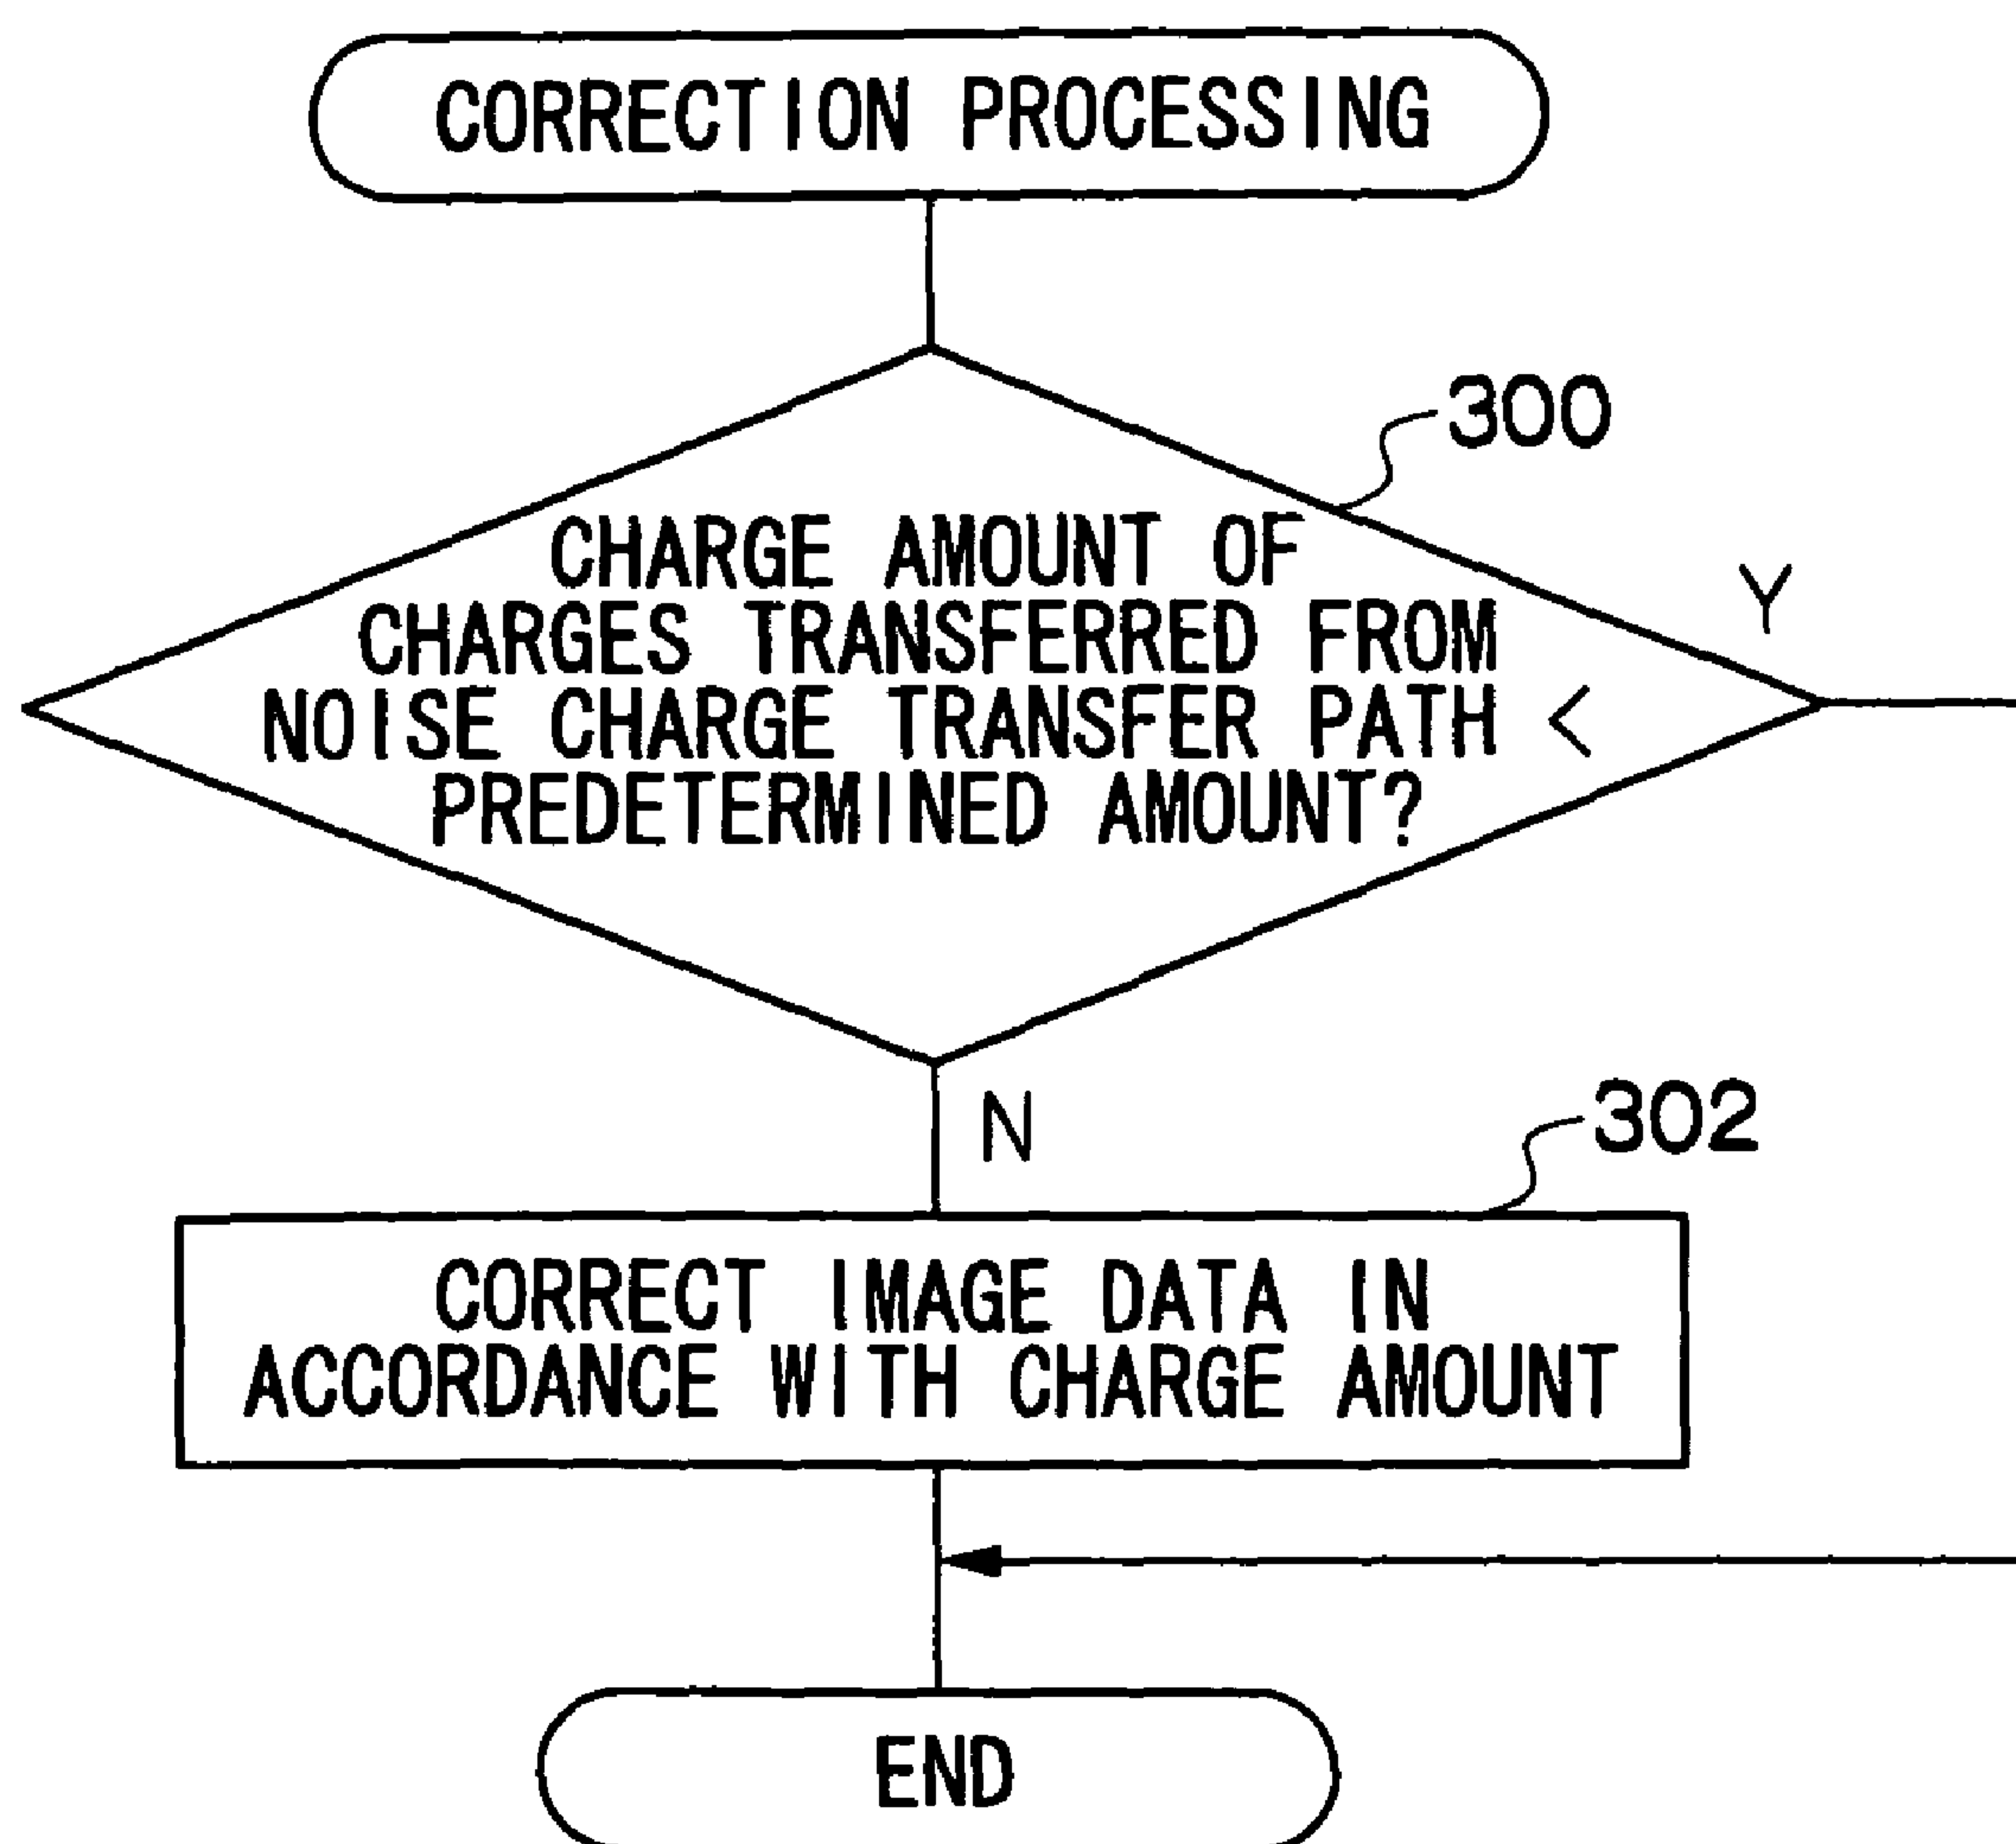 CORRECTION PROCESSING
300
CHARGE AMOUNT OF
CHARGES TRANSFERRED FROM
NOISE CHARGE TRANSFER PATH <
PREDETERMINED AMOUNT?
Y
N
302
CORRECT IMAGE DATA IN
ACCORDANCE WITH CHARGE AMOUNT
END